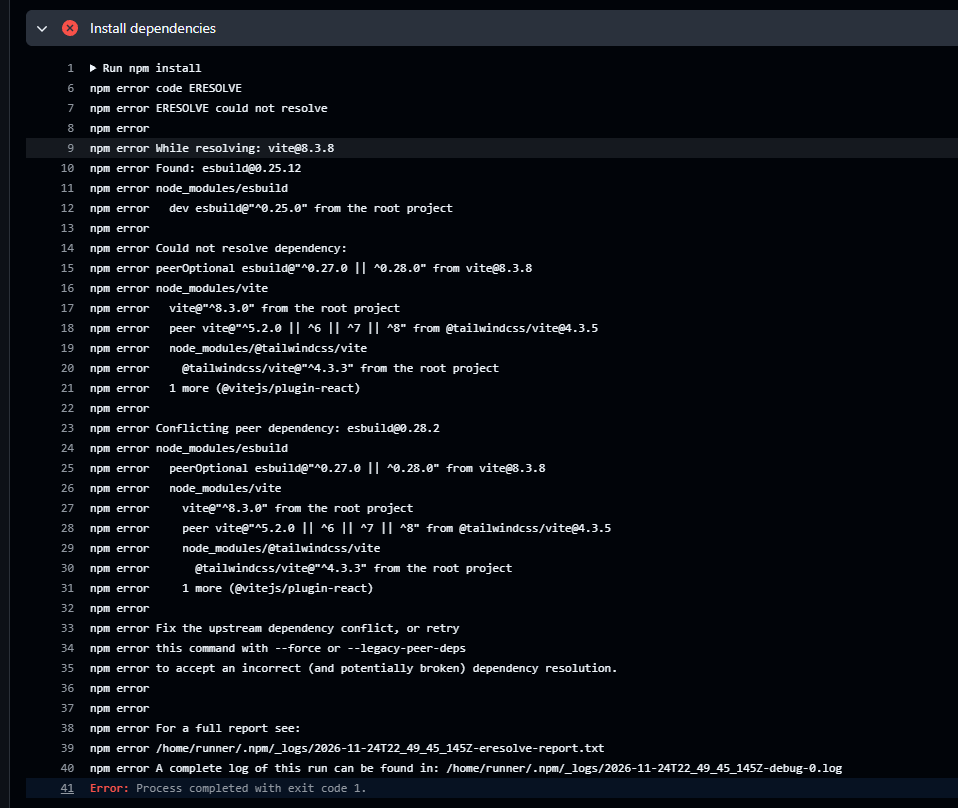 Install dependencies
1 ▶ Run npm install
6 npm error code ERESOLVE
7 npm error ERESOLVE could not resolve
8 npm error
9 npm error While resolving: vite@8.3.8
10 npm error Found: esbuild@0.25.12
11 npm error node_modules/esbuild
12 npm error   dev esbuild@"^0.25.0" from the root project
13 npm error
14 npm error Could not resolve dependency:
15 npm error peerOptional esbuild@"^0.27.0 || ^0.28.0" from vite@8.3.8
16 npm error node_modules/vite
17 npm error   vite@"^8.3.0" from the root project
18 npm error   peer vite@"^5.2.0 || ^6 || ^7 || ^8" from @tailwindcss/vite@4.3.5
19 npm error   node_modules/@tailwindcss/vite
20 npm error     @tailwindcss/vite@"^4.3.3" from the root project
21 npm error   1 more (@vitejs/plugin-react)
22 npm error
23 npm error Conflicting peer dependency: esbuild@0.28.2
24 npm error node_modules/esbuild
25 npm error   peerOptional esbuild@"^0.27.0 || ^0.28.0" from vite@8.3.8
26 npm error   node_modules/vite
27 npm error     vite@"^8.3.0" from the root project
28 npm error     peer vite@"^5.2.0 || ^6 || ^7 || ^8" from @tailwindcss/vite@4.3.5
29 npm error     node_modules/@tailwindcss/vite
30 npm error       @tailwindcss/vite@"^4.3.3" from the root project
31 npm error     1 more (@vitejs/plugin-react)
32 npm error
33 npm error Fix the upstream dependency conflict, or retry
34 npm error this command with --force or --legacy-peer-deps
35 npm error to accept an incorrect (and potentially broken) dependency resolution.
36 npm error
37 npm error
38 npm error For a full report see:
39 npm error /home/runner/.npm/_logs/2026-11-24T22_49_45_145Z-eresolve-report.txt
40 npm error A complete log of this run can be found in: /home/runner/.npm/_logs/2026-11-24T22_49_45_145Z-debug-0.log
41 Error: Process completed with exit code 1.